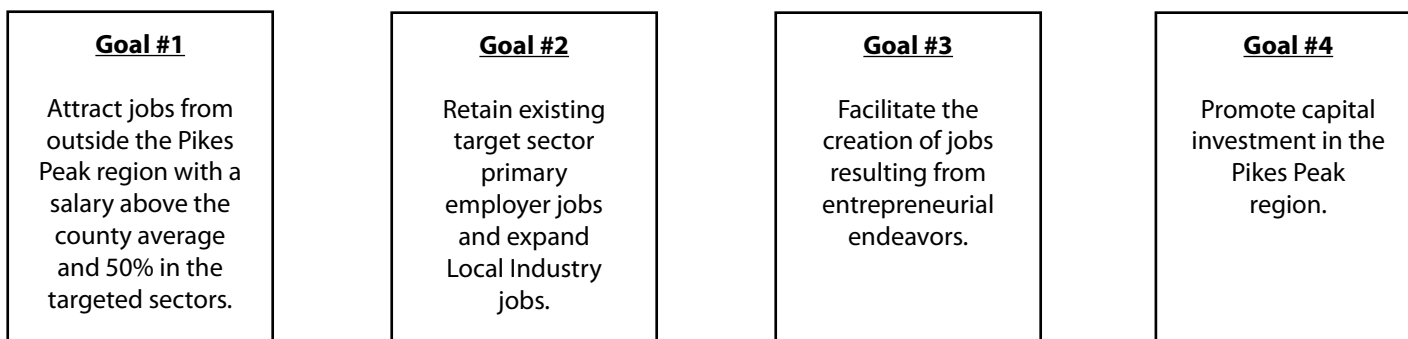 Goal #1
Attract jobs from
outside the Pikes
Peak region with a
salary above the
county average
and 50% in the
targeted sectors.
Goal #2
Retain existing
target sector
primary
employer jobs
and expand
Local Industry
jobs.
Goal #3
Facilitate the
creation of jobs
resulting from
entrepreneurial
endeavors.
Goal #4
Promote capital
investment in the
Pikes Peak
region.